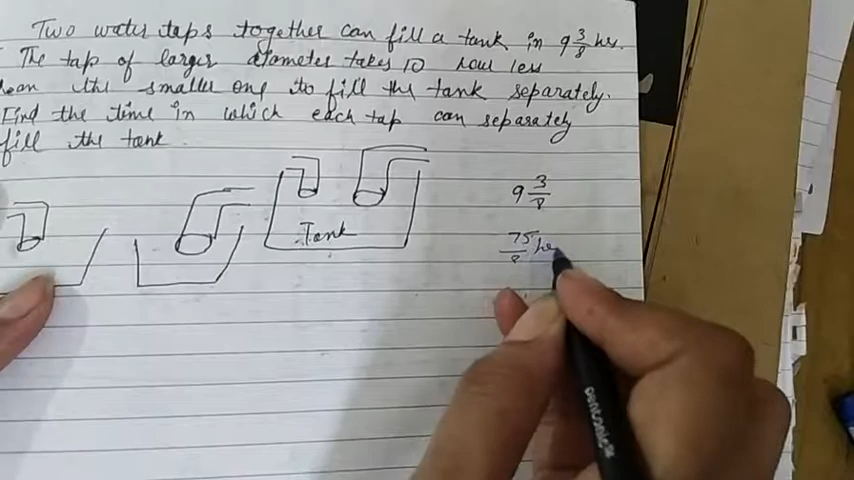 Two water taps together can fill a tank in 9 3/8 hrs.
The tap of larger diameter takes 10 hour less
than the smaller one to fill the tank separately.
Find the time in which each tap can separately
fill the tank.
Tank
9 3/8
75/8 he
pentonic